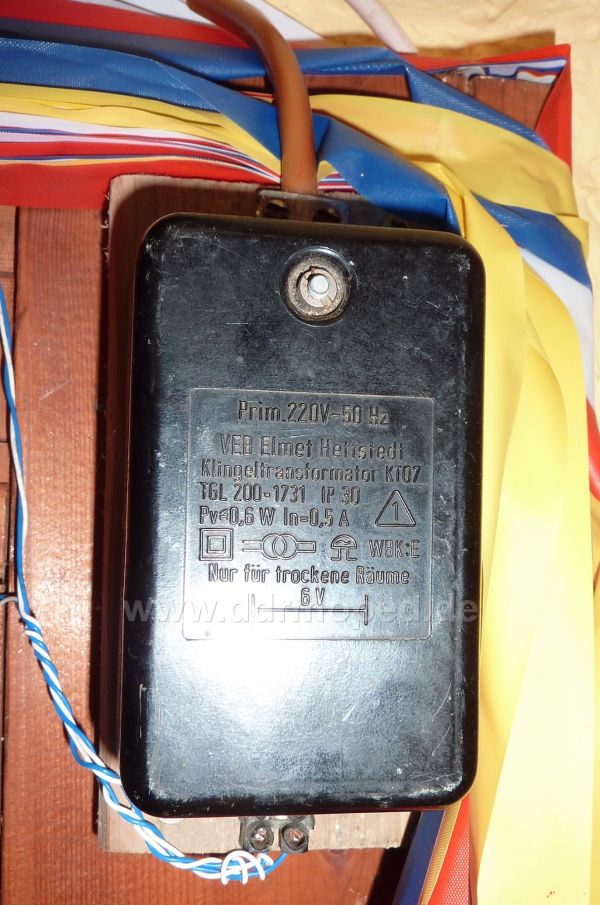 Prim.220V~50 Hz
VEB Elmet Hettstedt
Klingeltransformator KT07
TGL 200-1731 IP 30
Pv≤0,6 W In=0,5 A
1
WBK:E
Nur für trockene Räume
6 V
www.ddrmoped.de